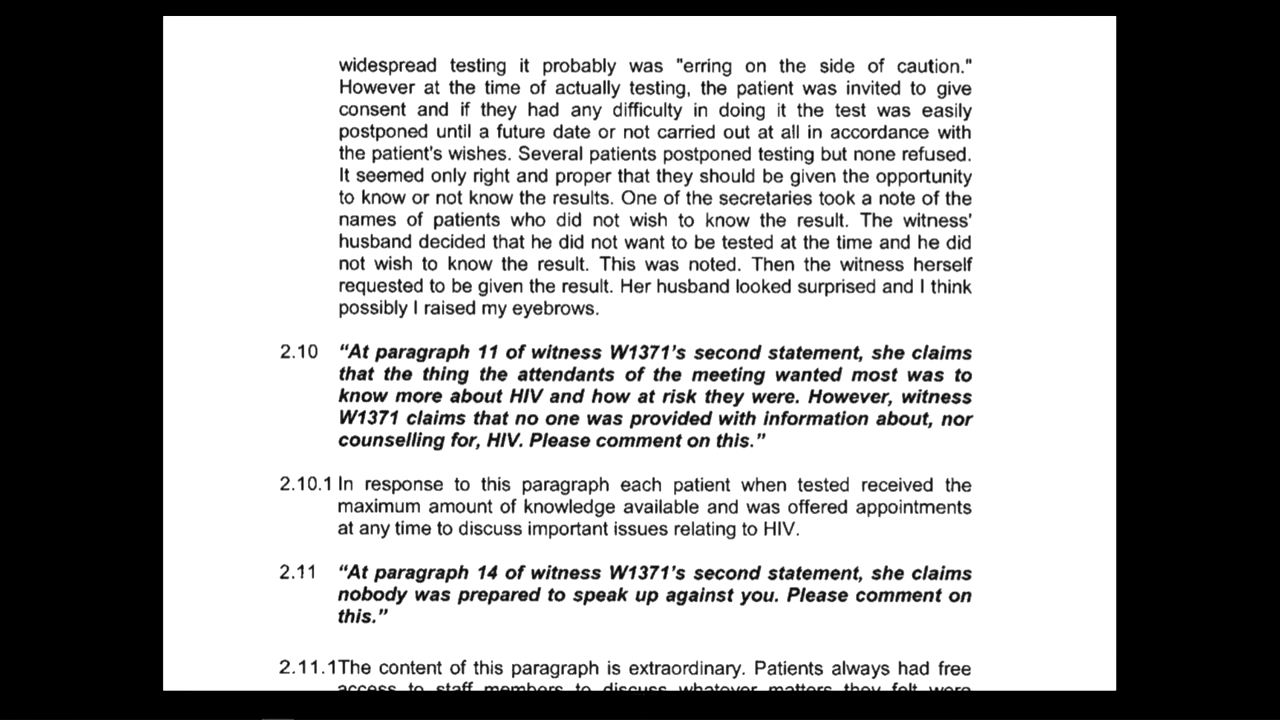 widespread testing it probably was "erring on the side of caution."
However at the time of actually testing, the patient was invited to give
consent and if they had any difficulty in doing it the test was easily
postponed until a future date or not carried out at all in accordance with
the patient's wishes. Several patients postponed testing but none refused.
It seemed only right and proper that they should be given the opportunity
to know or not know the results. One of the secretaries took a note of the
names of patients who did not wish to know the result. The witness'
husband decided that he did not want to be tested at the time and he did
not wish to know the result. This was noted. Then the witness herself
requested to be given the result. Her husband looked surprised and I think
possibly I raised my eyebrows.
2.10 “At paragraph 11 of witness W1371’s second statement, she claims
that the thing the attendants of the meeting wanted most was to
know more about HIV and how at risk they were. However, witness
W1371 claims that no one was provided with information about, nor
counselling for, HIV. Please comment on this.”
2.10.1 In response to this paragraph each patient when tested received the
maximum amount of knowledge available and was offered appointments
at any time to discuss important issues relating to HIV.
2.11 “At paragraph 14 of witness W1371’s second statement, she claims
nobody was prepared to speak up against you. Please comment on
this.”
2.11.1The content of this paragraph is extraordinary. Patients always had free
access to staff members to discuss whatever matters they felt were